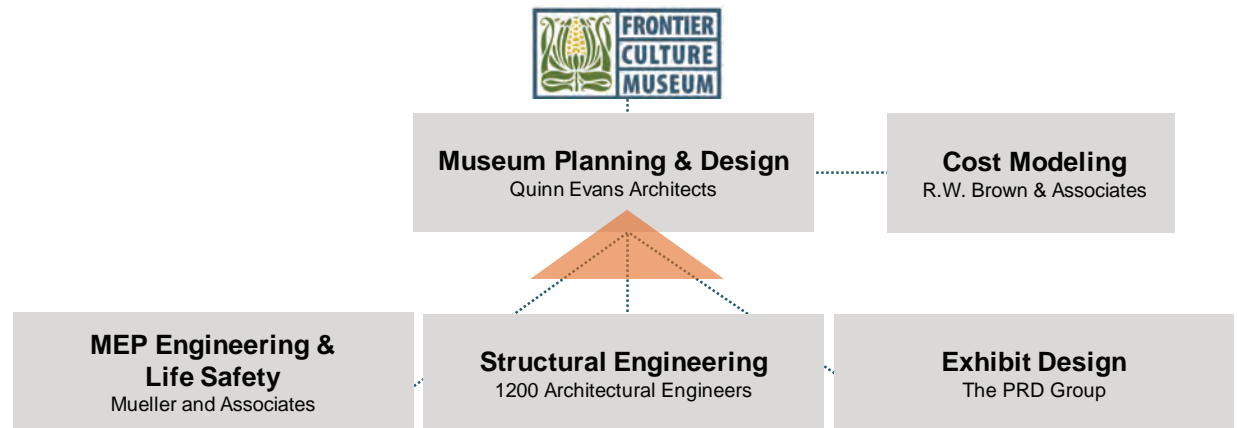 FRONTIER
CULTURE
MUSEUM
Museum Planning & Design
Quinn Evans Architects
Cost Modeling
R.W. Brown & Associates
MEP Engineering &
Life Safety
Mueller and Associates
Structural Engineering
1200 Architectural Engineers
Exhibit Design
The PRD Group